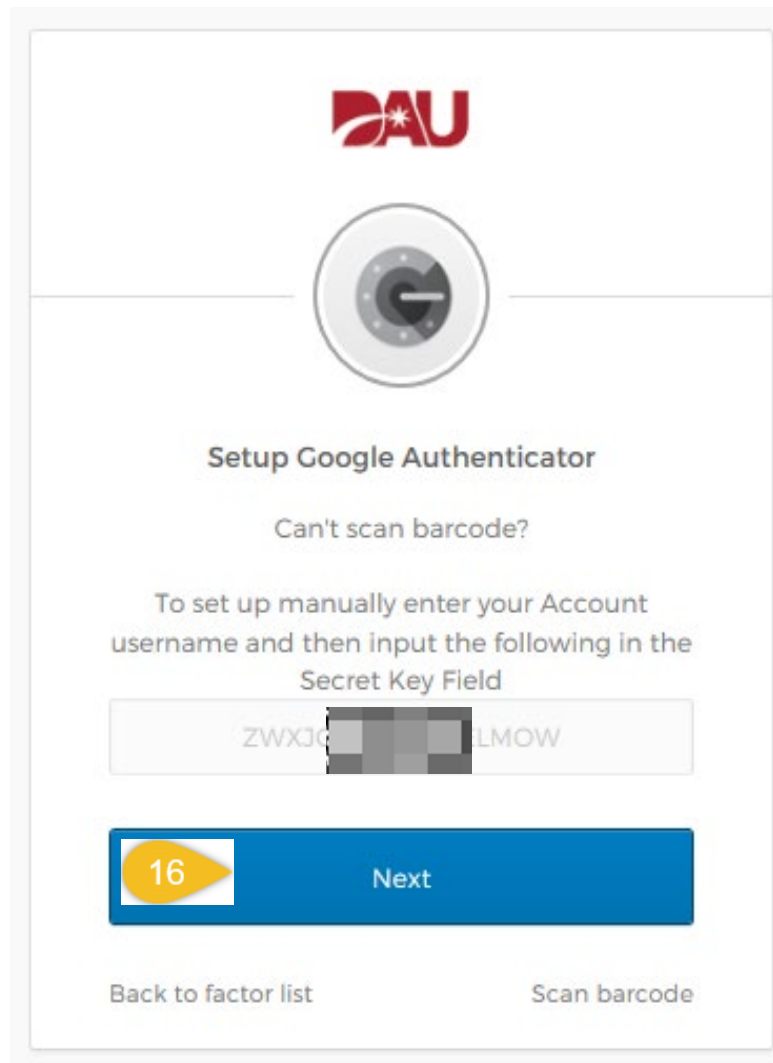 DAU
Setup Google Authenticator
Can't scan barcode?
To set up manually enter your Account
username and then input the following in the
Secret Key Field
16
Next
Back to factor list
Scan barcode